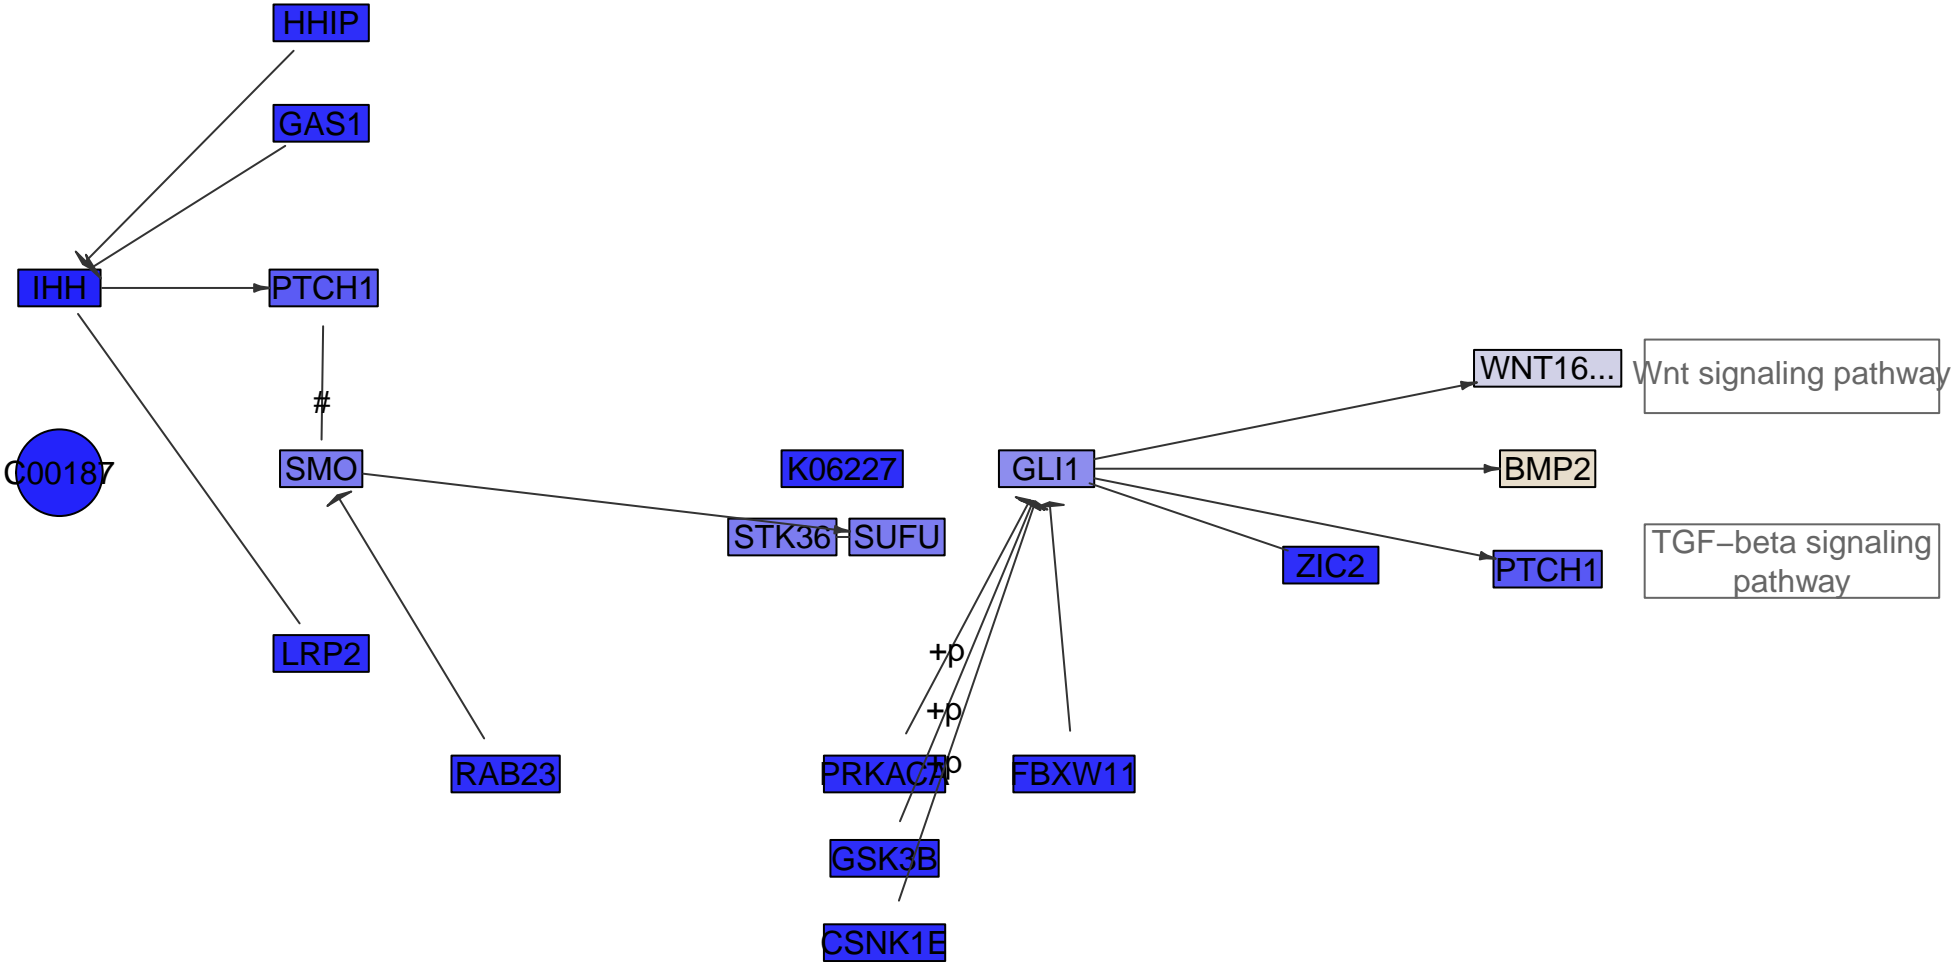 HHIP
GAS1
IHH
PTCH1
WNT16...
Wnt signaling pathway
#
C00187
SMO
K06227
GLI1
BMP2
STK36
SUFU
TGF−beta signaling
pathway
ZIC2
PTCH1
LRP2
+p
+p
+p
RAB23
PRKACA
FBXW11
GSK3B
CSNK1E